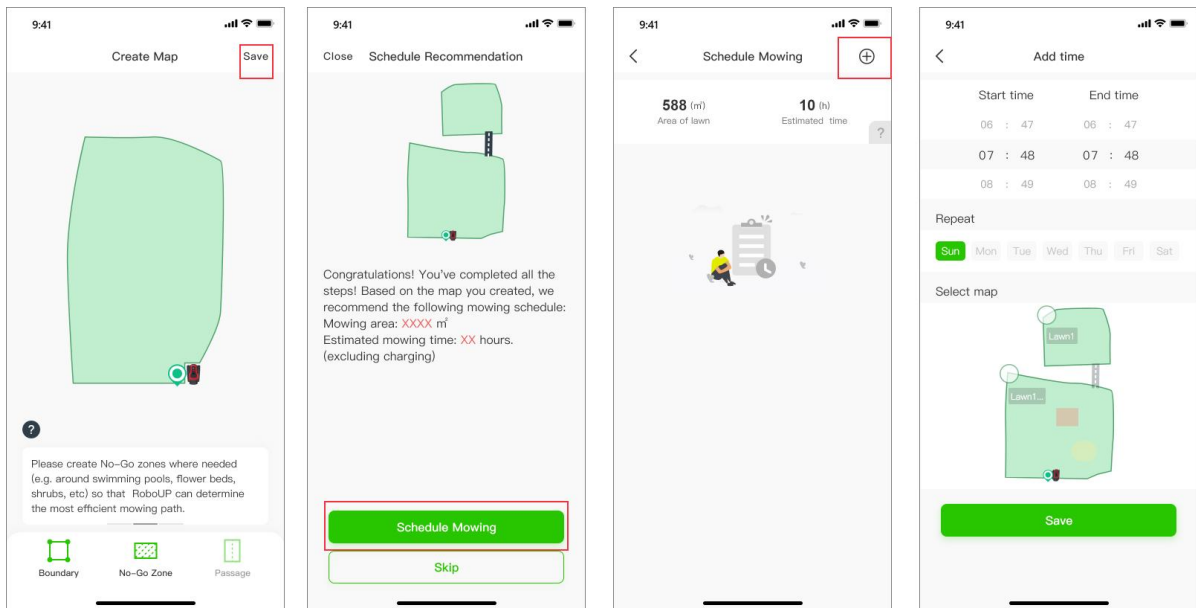 9:41
Create Map Save
?
Please create No-Go zones where needed
(e.g. around swimming pools, flower beds,
shrubs, etc) so that RoboUP can determine
the most efficient mowing path.
Boundary No-Go Zone Passage
9:41
Close Schedule Recommendation
Congratulations! You've completed all the
steps! Based on the map you created, we
recommend the following mowing schedule:
Mowing area: XXXX ㎡
Estimated mowing time: XX hours.
(excluding charging)
Schedule Mowing
Skip
9:41
Schedule Mowing
588 (㎡) 10 (h)
Area of lawn Estimated time
?
9:41
Add time
Start time End time
06 : 47 06 : 47
07 : 48 07 : 48
08 : 49 08 : 49
Repeat
Sun Mon Tue Wed Thu Fri Sat
Select map
Lawn1
Lawn1...
Save